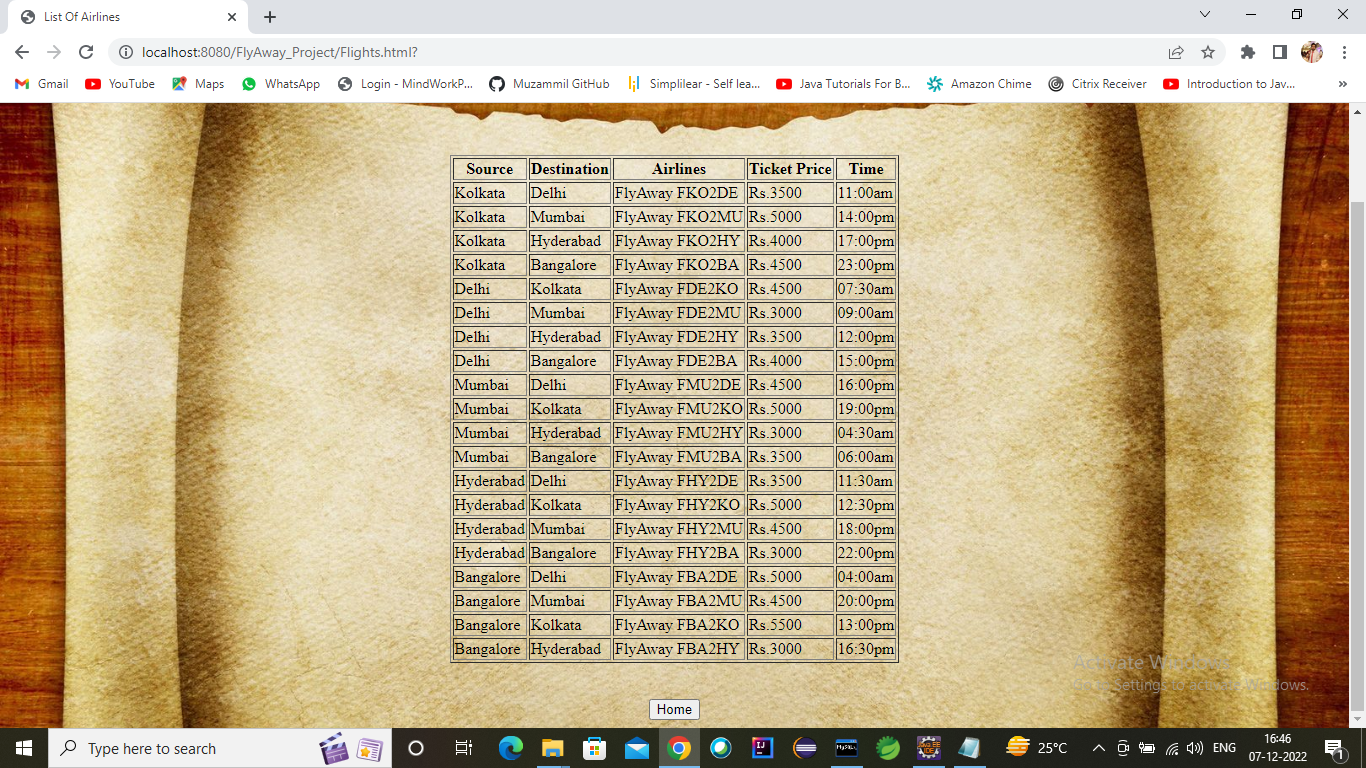 List Of Airlines
localhost:8080/FlyAway_Project/Flights.html?
Gmail YouTube Maps WhatsApp Login - MindWorkP... Muzammil GitHub Simplilear - Self lea... Java Tutorials For B... Amazon Chime Citrix Receiver Introduction to Jav... »
Source Destination Airlines Ticket Price Time
Kolkata Delhi FlyAway FKO2DE Rs.3500 11:00am
Kolkata Mumbai FlyAway FKO2MU Rs.5000 14:00pm
Kolkata Hyderabad FlyAway FKO2HY Rs.4000 17:00pm
Kolkata Bangalore FlyAway FKO2BA Rs.4500 23:00pm
Delhi Kolkata FlyAway FDE2KO Rs.4500 07:30am
Delhi Mumbai FlyAway FDE2MU Rs.3000 09:00am
Delhi Hyderabad FlyAway FDE2HY Rs.3500 12:00pm
Delhi Bangalore FlyAway FDE2BA Rs.4000 15:00pm
Mumbai Delhi FlyAway FMU2DE Rs.4500 16:00pm
Mumbai Kolkata FlyAway FMU2KO Rs.5000 19:00pm
Mumbai Hyderabad FlyAway FMU2HY Rs.3000 04:30am
Mumbai Bangalore FlyAway FMU2BA Rs.3500 06:00am
Hyderabad Delhi FlyAway FHY2DE Rs.3500 11:30am
Hyderabad Kolkata FlyAway FHY2KO Rs.5000 12:30pm
Hyderabad Mumbai FlyAway FHY2MU Rs.4500 18:00pm
Hyderabad Bangalore FlyAway FHY2BA Rs.3000 22:00pm
Bangalore Delhi FlyAway FBA2DE Rs.5000 04:00am
Bangalore Mumbai FlyAway FBA2MU Rs.4500 20:00pm
Bangalore Kolkata FlyAway FBA2KO Rs.5500 13:00pm
Bangalore Hyderabad FlyAway FBA2HY Rs.3000 16:30pm
Activate Windows
Go to Settings to activate Windows.
Home
Type here to search
25°C
ENG
16:46
07-12-2022
1